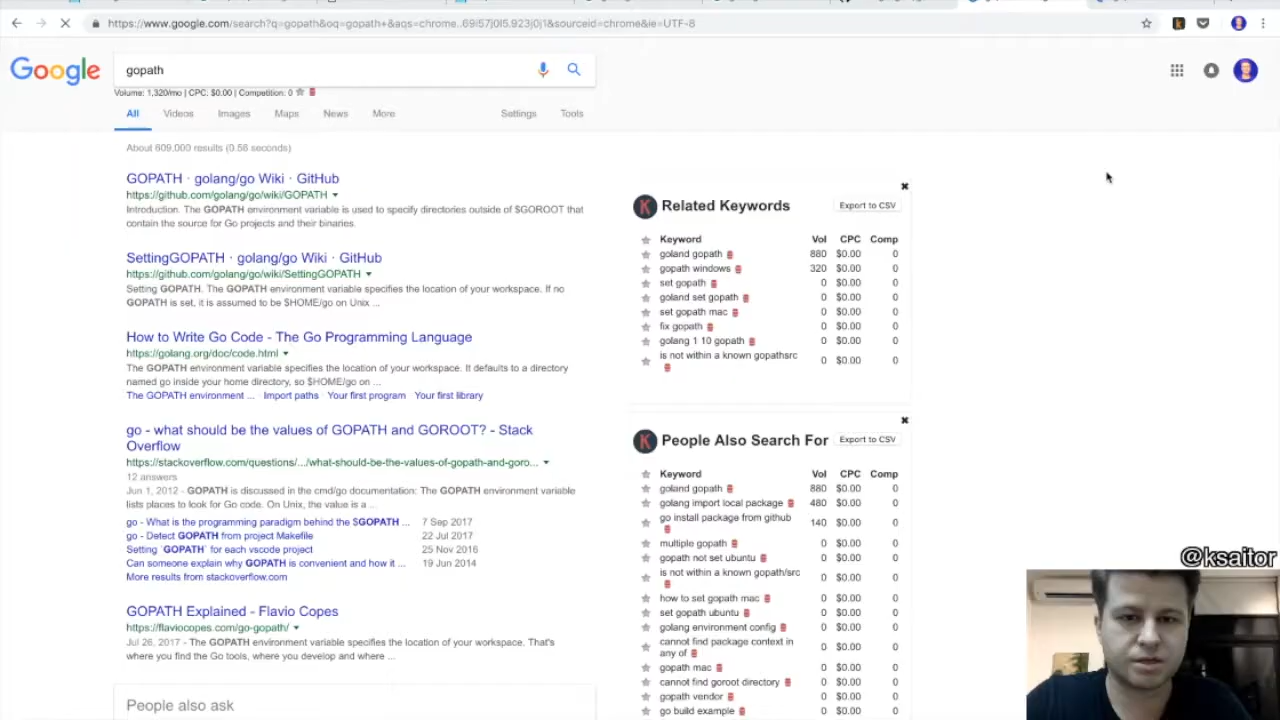 https://www.google.com/search?q=gopath&oq=gopath+&aqs=chrome..69i57j0l5.923j0j1&sourceid=chrome&ie=UTF-8
Google
gopath
Volume: 1,320/mo | CPC: $0.00 | Competition: 0
All Videos Images Maps News More Settings Tools
About 609,000 results (0.56 seconds)
GOPATH · golang/go Wiki · GitHub
https://github.com/golang/go/wiki/GOPATH
Introduction. The GOPATH environment variable is used to specify directories outside of $GOROOT that
contain the source for Go projects and their binaries.
SettingGOPATH · golang/go Wiki · GitHub
https://github.com/golang/go/wiki/SettingGOPATH
Setting GOPATH. The GOPATH environment variable specifies the location of your workspace. If no
GOPATH is set, it is assumed to be $HOME/go on Unix ...
How to Write Go Code - The Go Programming Language
https://golang.org/doc/code.html
The GOPATH environment variable specifies the location of your workspace. It defaults to a directory
named go inside your home directory, so $HOME/go on ...
The GOPATH environment ... · Import paths · Your first program · Your first library
go - what should be the values of GOPATH and GOROOT? - Stack
Overflow
https://stackoverflow.com/questions/.../what-should-be-the-values-of-gopath-and-goro...
12 answers
Jun 1, 2012 - GOPATH is discussed in the cmd/go documentation: The GOPATH environment variable
lists places to look for Go code. On Unix, the value is a ...
go - What is the programming paradigm behind the $GOPATH ... 7 Sep 2017
go - Detect GOPATH from project Makefile 22 Jul 2017
Setting `GOPATH` for each vscode project 25 Nov 2016
Can someone explain why GOPATH is convenient and how it ... 19 Jun 2014
More results from stackoverflow.com
GOPATH Explained - Flavio Copes
https://flaviocopes.com/go-gopath/
Jul 26, 2017 - The GOPATH environment variable specifies the location of your workspace. That's
where you find the Go tools, where you develop and where ...
People also ask
K Related Keywords Export to CSV
Keyword Vol CPC Comp
goland gopath 880 $0.00 0
gopath windows 320 $0.00 0
set gopath 0 $0.00 0
goland set gopath 0 $0.00 0
set gopath mac 0 $0.00 0
fix gopath 0 $0.00 0
golang 1 10 gopath 0 $0.00 0
is not within a known gopathsrc 0 $0.00 0
K People Also Search For Export to CSV
Keyword Vol CPC Comp
goland gopath 880 $0.00 0
golang import local package 480 $0.00 0
go install package from github 140 $0.00 0
multiple gopath 0 $0.00 0
gopath not set ubuntu 0 $0.00 0
is not within a known gopath/src 0 $0.00 0
how to set gopath mac 0 $0.00 0
set gopath ubuntu 0 $0.00 0
golang environment config 0 $0.00 0
cannot find package context in
any of 0 $0.00 0
gopath mac 0 $0.00 0
cannot find goroot directory 0 $0.00 0
gopath vendor 0 $0.00 0
go build example 0 $0.00 0
@ksaitor